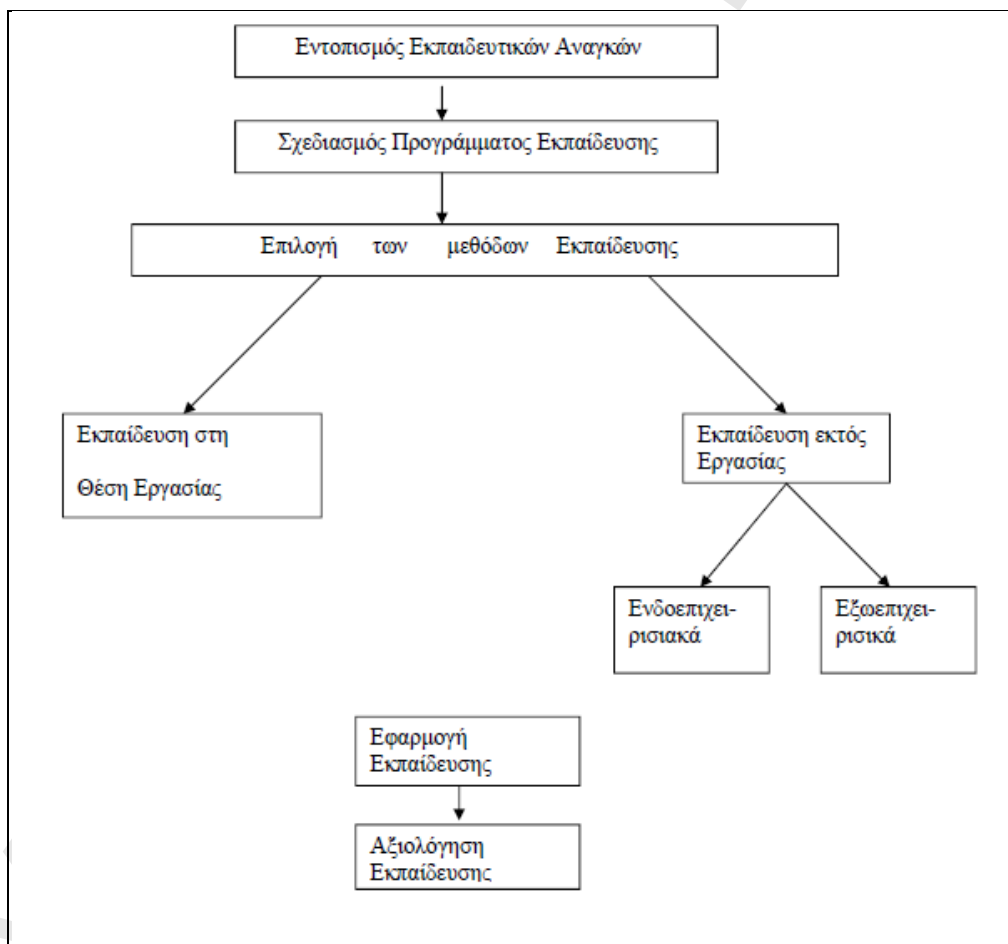 Εντοπισμός Εκπαιδευτικών Αναγκών
Σχεδιασμός Προγράμματος Εκπαίδευσης
Επιλογή των μεθόδων Εκπαίδευσης
Εκπαίδευση στη
Θέση Εργασίας
Εκπαίδευση εκτός
Εργασίας
Ενδοεπιχει-
ρισιακά
Εξωεπιχει-
ρισικά
Εφαρμογή
Εκπαίδευσης
Αξιολόγηση
Εκπαίδευσης